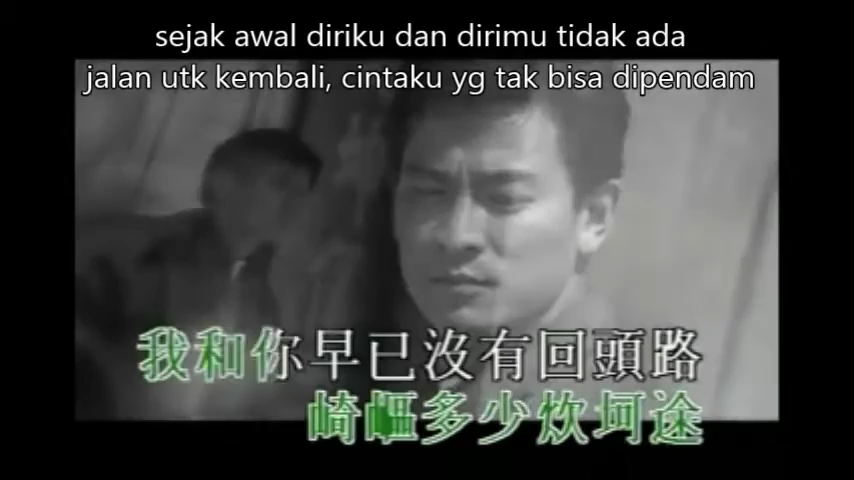 sejak awal diriku dan dirimu tidak ada
jalan utk kembali, cintaku yg tak bisa dipendam
我和你早已沒有回頭路
崎嶇多少炊坷途